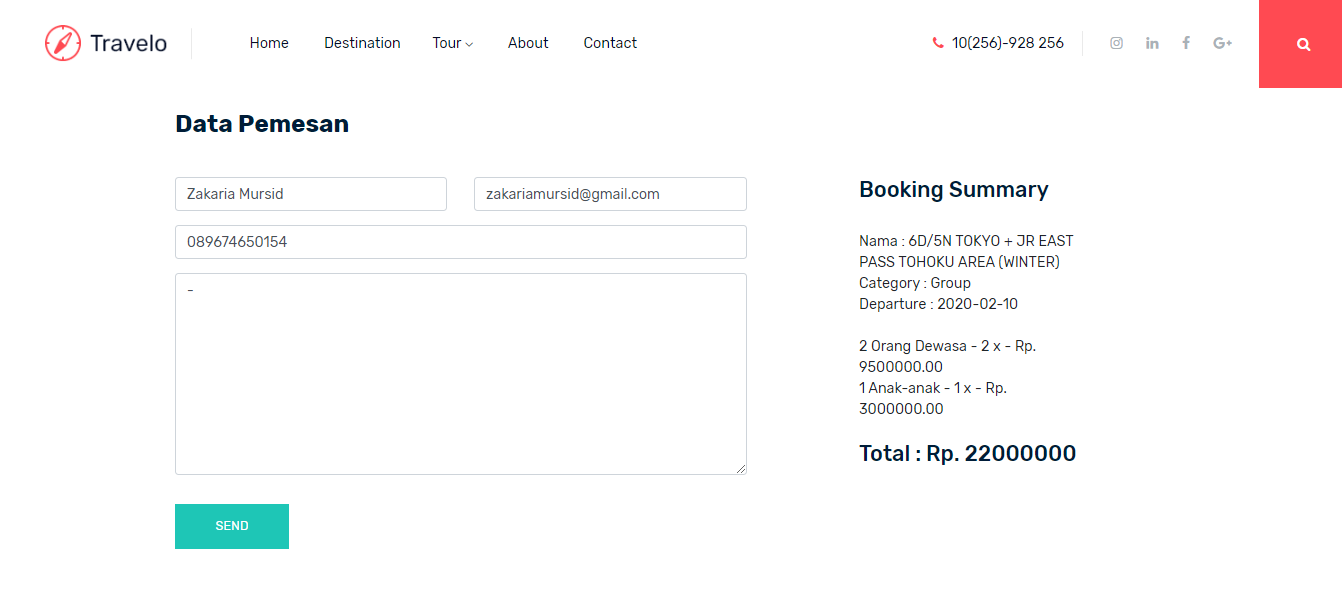 Travelo
Home Destination Tour About Contact
10(256)-928 256
Data Pemesan
Zakaria Mursid
zakariamursid@gmail.com
089674650154
-
SEND
Booking Summary
Nama : 6D/5N TOKYO + JR EAST
PASS TOHOKU AREA (WINTER)
Category : Group
Departure : 2020-02-10
2 Orang Dewasa - 2 x - Rp.
9500000.00
1 Anak-anak - 1 x - Rp.
3000000.00
Total : Rp. 22000000